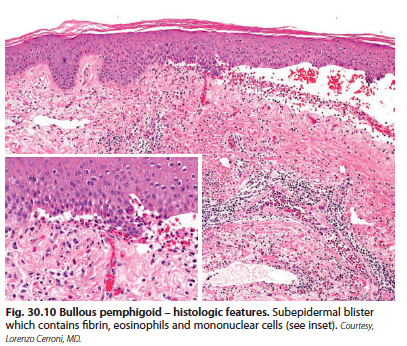 Fig. 30.10 Bullous pemphigoid – histologic features. Subepidermal blister
which contains fibrin, eosinophils and mononuclear cells (see inset). Courtesy,
Lorenzo Cerroni, MD.